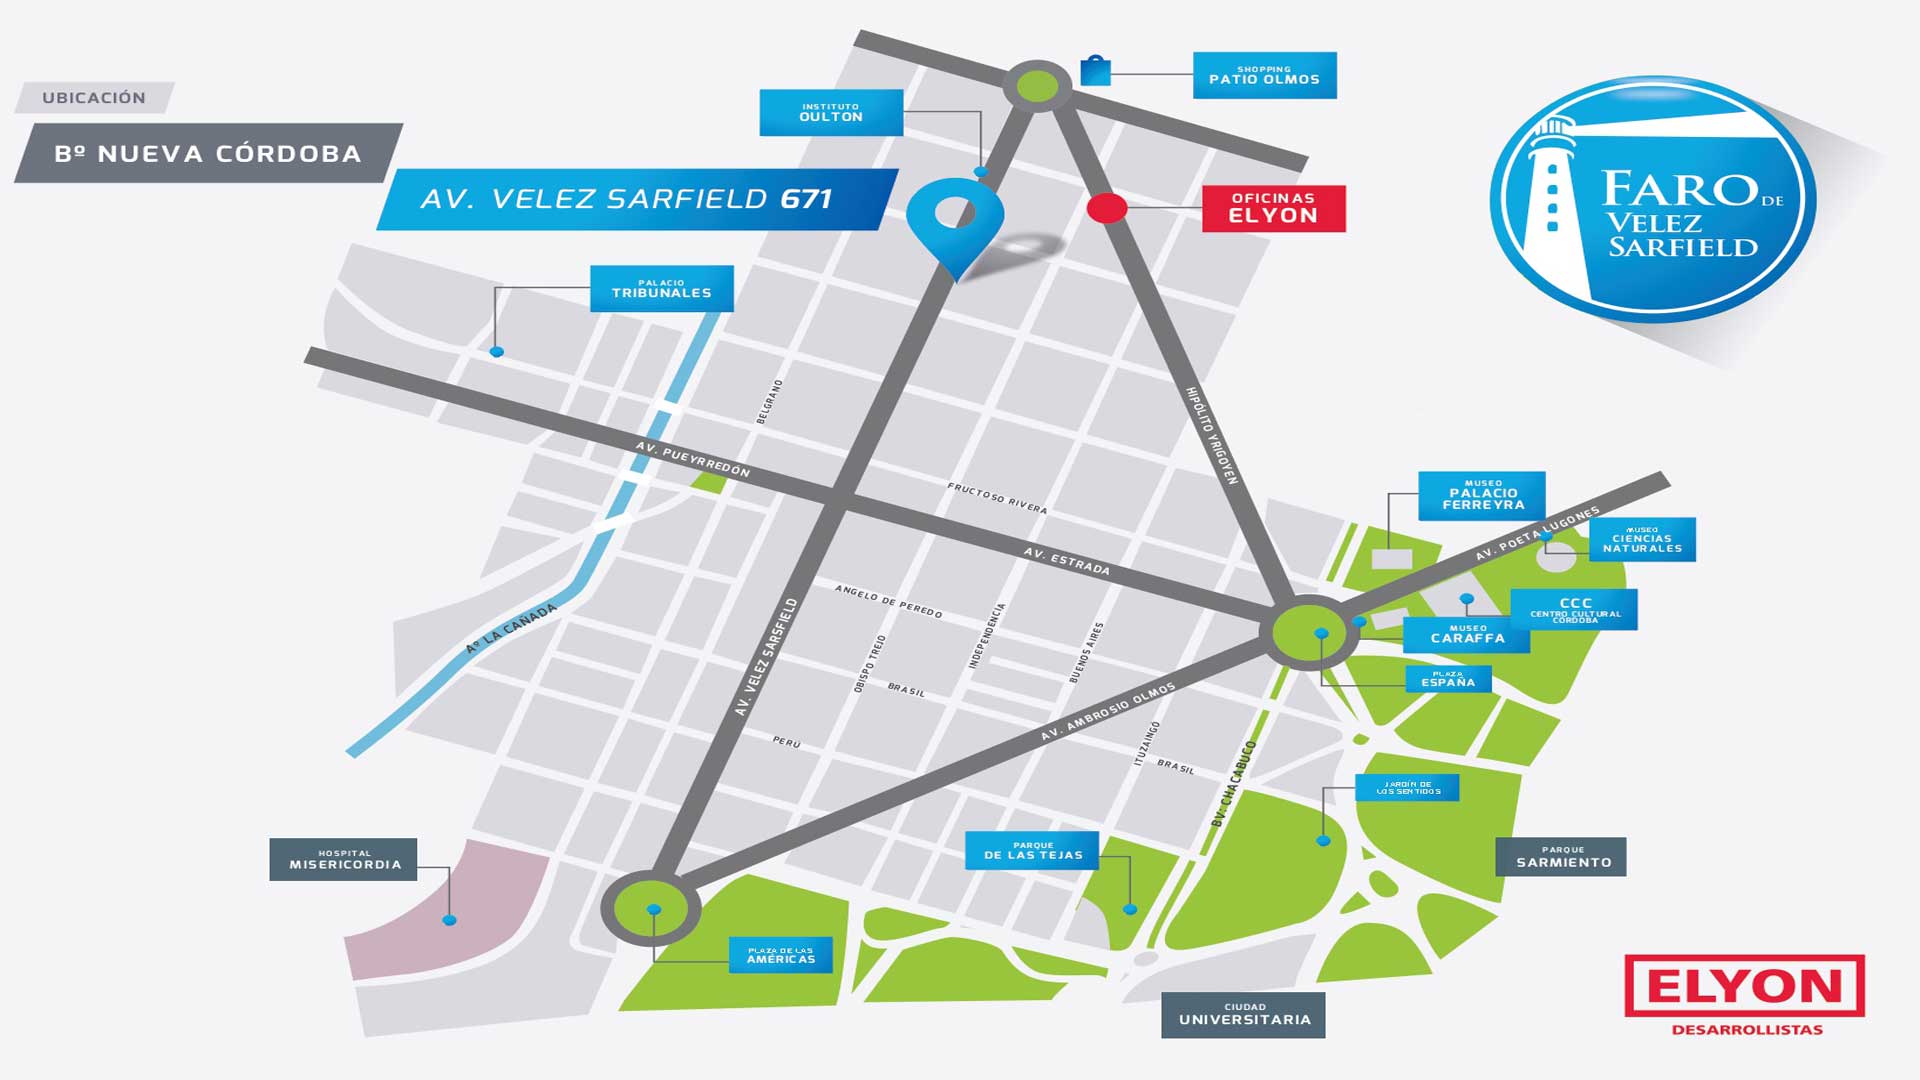 UBICACIÓN
Bº NUEVA CÓRDOBA
AV. VELEZ SARFIELD 671
INSTITUTO
OULTON
SHOPPING
PATIO OLMOS
OFICINAS
ELYON
FARO DE
VELEZ
SARFIELD
PALACIO
TRIBUNALES
BELGRANO
HIPÓLITO YRIGOYEN
AV. PUEYRREDÓN
FRUCTOSO RIVERA
AV. ESTRADA
MUSEO
PALACIO
FERREYRA
AV. POETA LUGONES
MUSEO
CIENCIAS
NATURALES
CCC
CENTRO CULTURAL
CÓRDOBA
MUSEO
CARAFFA
PLAZA
ESPAÑA
ANGELO DE PEREDO
Aº LA CAÑADA
AV. VELEZ SARSFIELD
OBISPO TREJO
INDEPENDENCIA
BUENOS AIRES
BRASIL
AV. AMBROSIO OLMOS
PERÚ
ITUZAINGÓ
BRASIL
BV. CHACABUCO
JARDÍN DE
LOS SENTIDOS
PARQUE
SARMIENTO
PARQUE
DE LAS TEJAS
HOSPITAL
MISERICORDIA
PLAZA DE LAS
AMÉRICAS
CIUDAD
UNIVERSITARIA
ELYON
DESARROLLISTAS